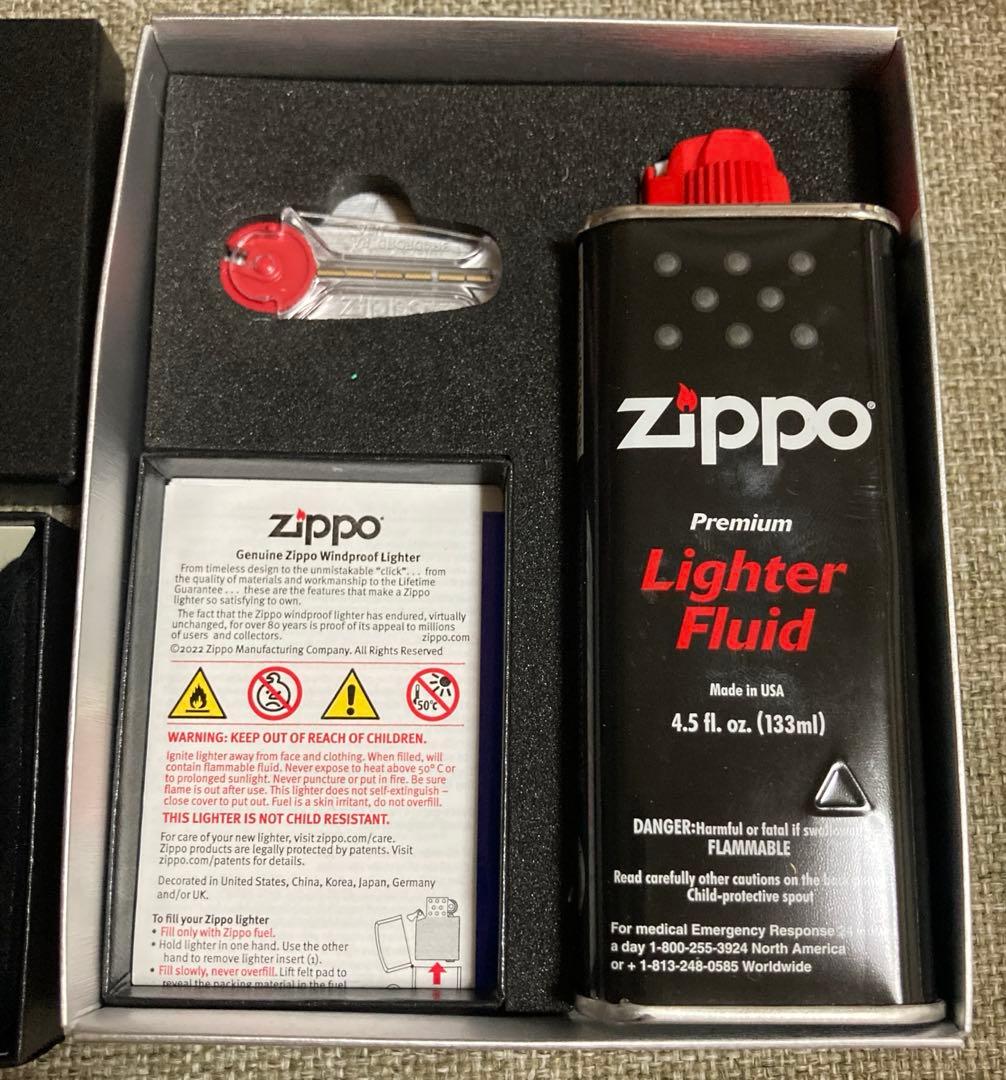 zippo
Genuine Zippo Windproof Lighter
From timeless design to the unmistakable "click"... from
the quality of materials and workmanship to the Lifetime
Guarantee... these are the features that make a Zippo
lighter so satisfying to own.
The fact that the Zippo windproof lighter has endured, virtually
unchanged, for over 80 years is proof of its appeal to millions
of users and collectors. zippo.com
©2022 Zippo Manufacturing Company. All Rights Reserved
50°C
WARNING: KEEP OUT OF REACH OF CHILDREN.
Ignite lighter away from face and clothing. When filled, will
contain flammable fluid. Never expose to heat above 50° C or
to prolonged sunlight. Never puncture or put in fire. Be sure
flame is out after use. This lighter does not self-extinguish –
close cover to put out. Fuel is a skin irritant, do not overfill.
THIS LIGHTER IS NOT CHILD RESISTANT.
For care of your new lighter, visit zippo.com/care.
Zippo products are legally protected by patents. Visit
zippo.com/patents for details.
Decorated in United States, China, Korea, Japan, Germany
and/or UK.
To fill your Zippo lighter
• Fill only with Zippo fuel.
• Hold lighter in one hand. Use the other
hand to remove lighter insert (1).
• Fill slowly, never overfill. Lift felt pad to
reveal the packing material in the fuel
zippo®
Premium
Lighter
Fluid
Made in USA
4.5 fl. oz. (133ml)
DANGER:Harmful or fatal if swallowed
FLAMMABLE
Read carefully other cautions on the back
Child-protective spout
For medical Emergency Response 24
a day 1-800-255-3924 North America
or + 1-813-248-0585 Worldwide